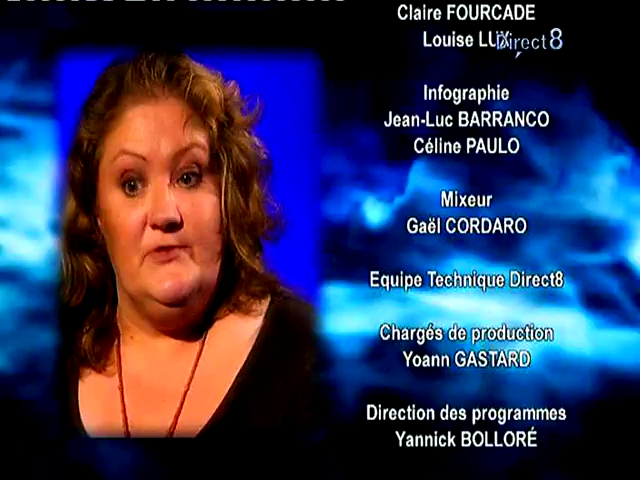 Claire FOURCADE
Louise LUX
Direct8
Infographie
Jean-Luc BARRANCO
Céline PAULO
Mixeur
Gaël CORDARO
Equipe Technique Direct8
Chargés de production
Yoann GASTARD
Direction des programmes
Yannick BOLLORÉ